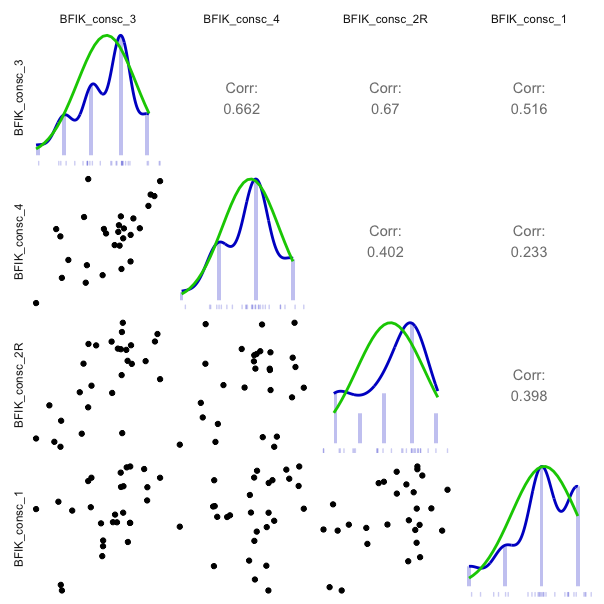 BFIK_consc_3
BFIK_consc_4
BFIK_consc_2R
BFIK_consc_1
BFIK_consc_3
Corr:
0.662
Corr:
0.67
Corr:
0.516
BFIK_consc_4
Corr:
0.402
Corr:
0.233
BFIK_consc_2R
Corr:
0.398
BFIK_consc_1